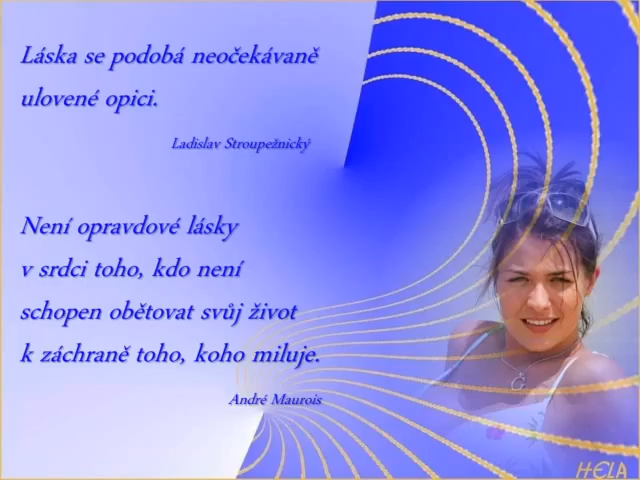 Láska se podobá neočekávaně
ulovené opici.
Ladislav Stroupežnický
Není opravdové lásky
v srdci toho, kdo není
schopen obětovat svůj život
k záchraně toho, koho miluje.
André Maurois
HELA